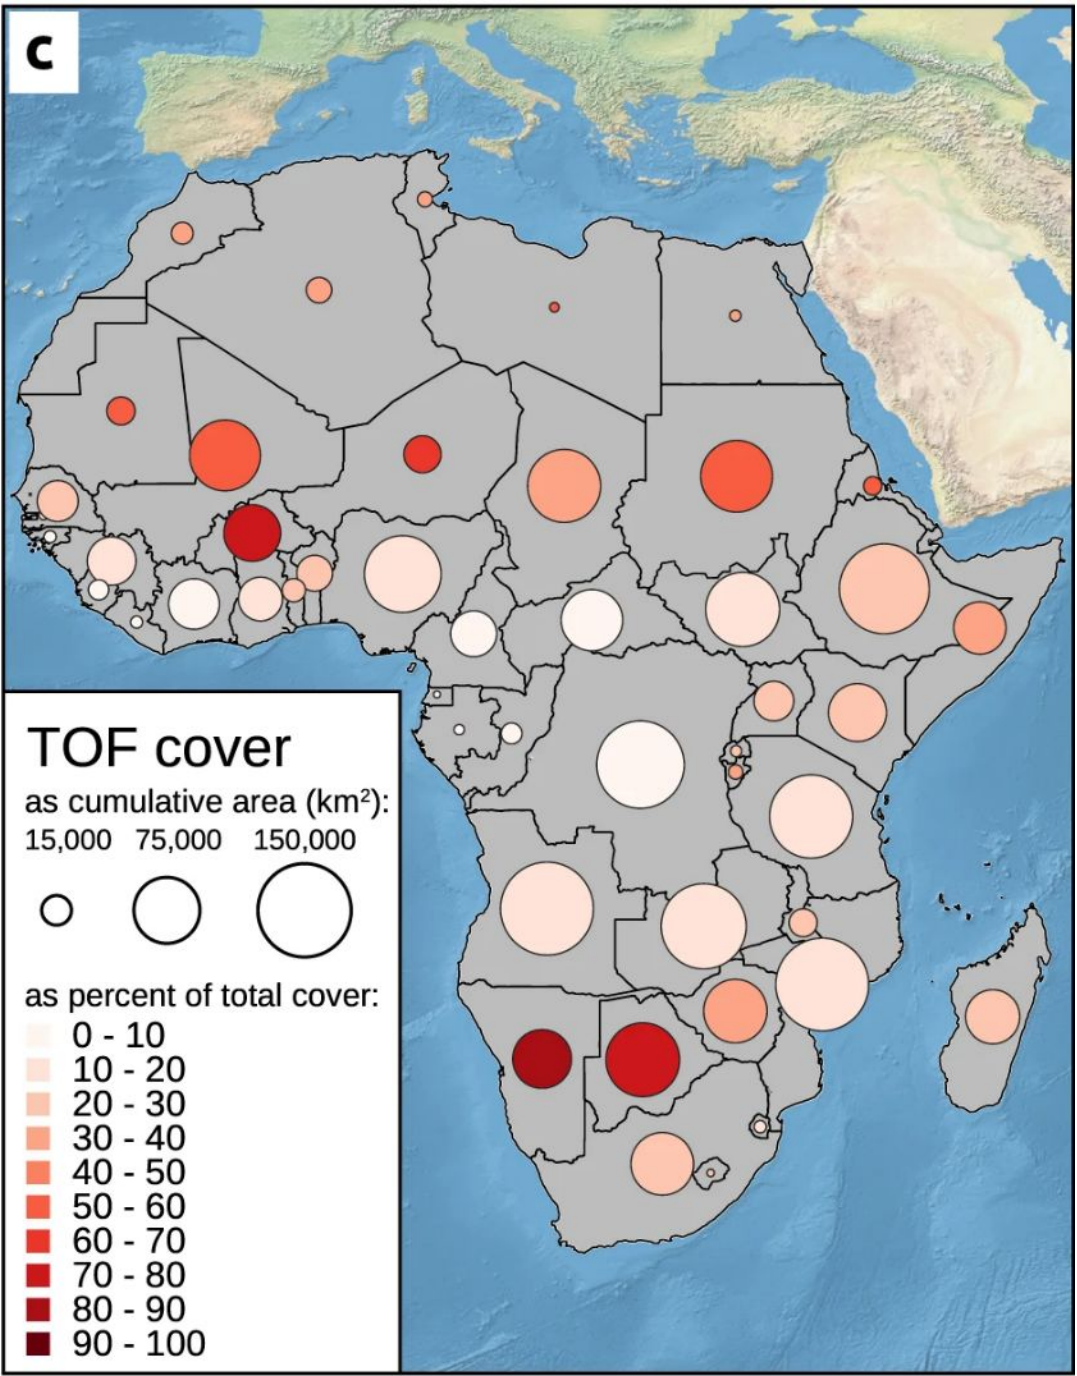 c
TOF cover
as cumulative area (km²):
15,000 75,000 150,000
as percent of total cover:
0 - 10
10 - 20
20 - 30
30 - 40
40 - 50
50 - 60
60 - 70
70 - 80
80 - 90
90 - 100